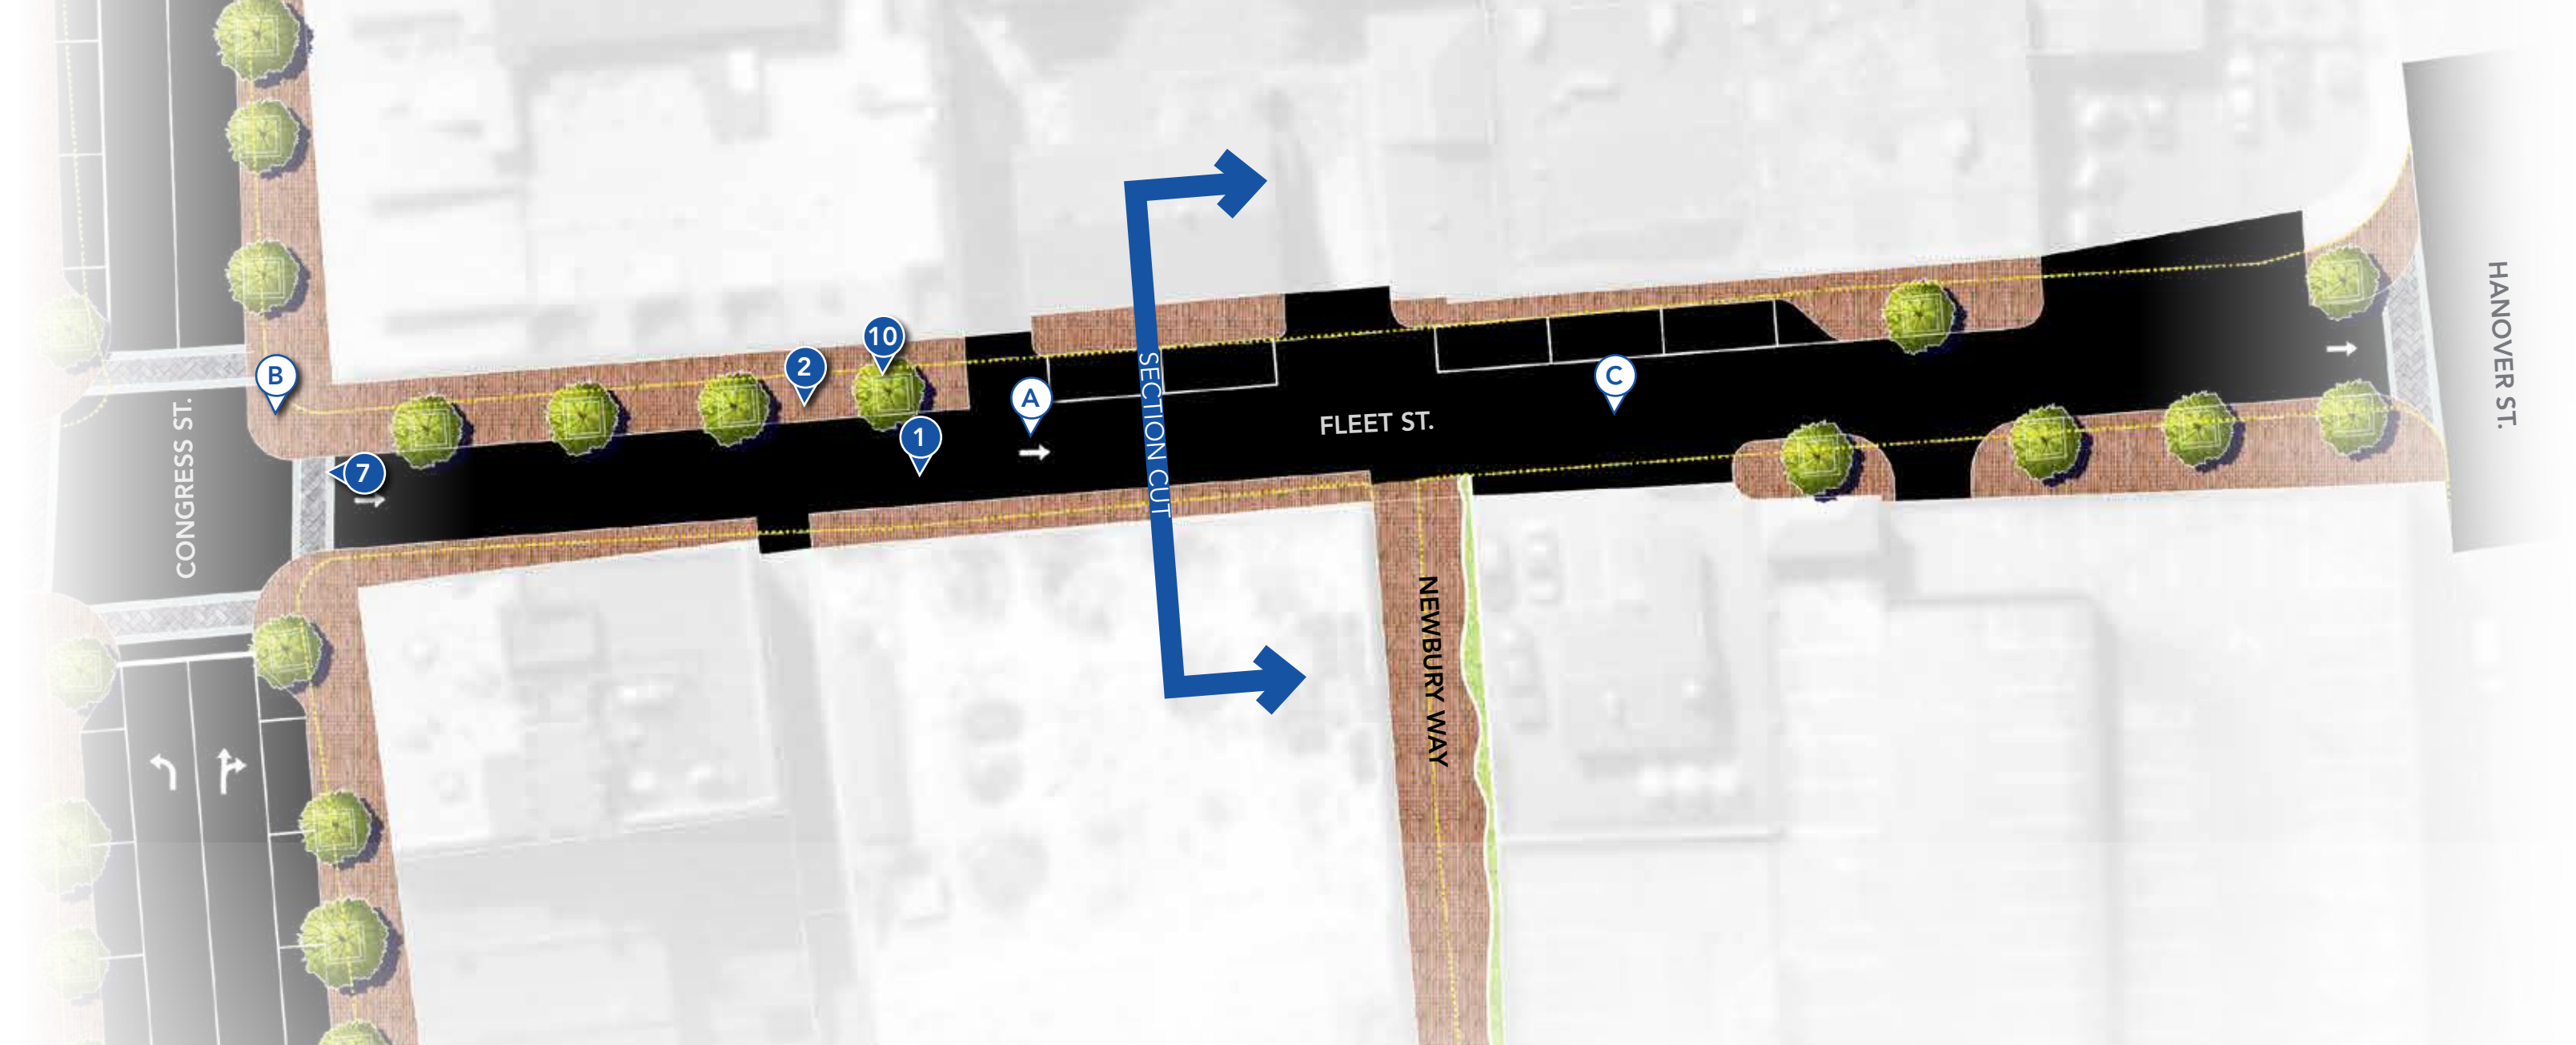 10
2
B
C
A
1
7
SECTION CUT
FLEET ST.
CONGRESS ST.
HANOVER ST.
NEWBURY WAY